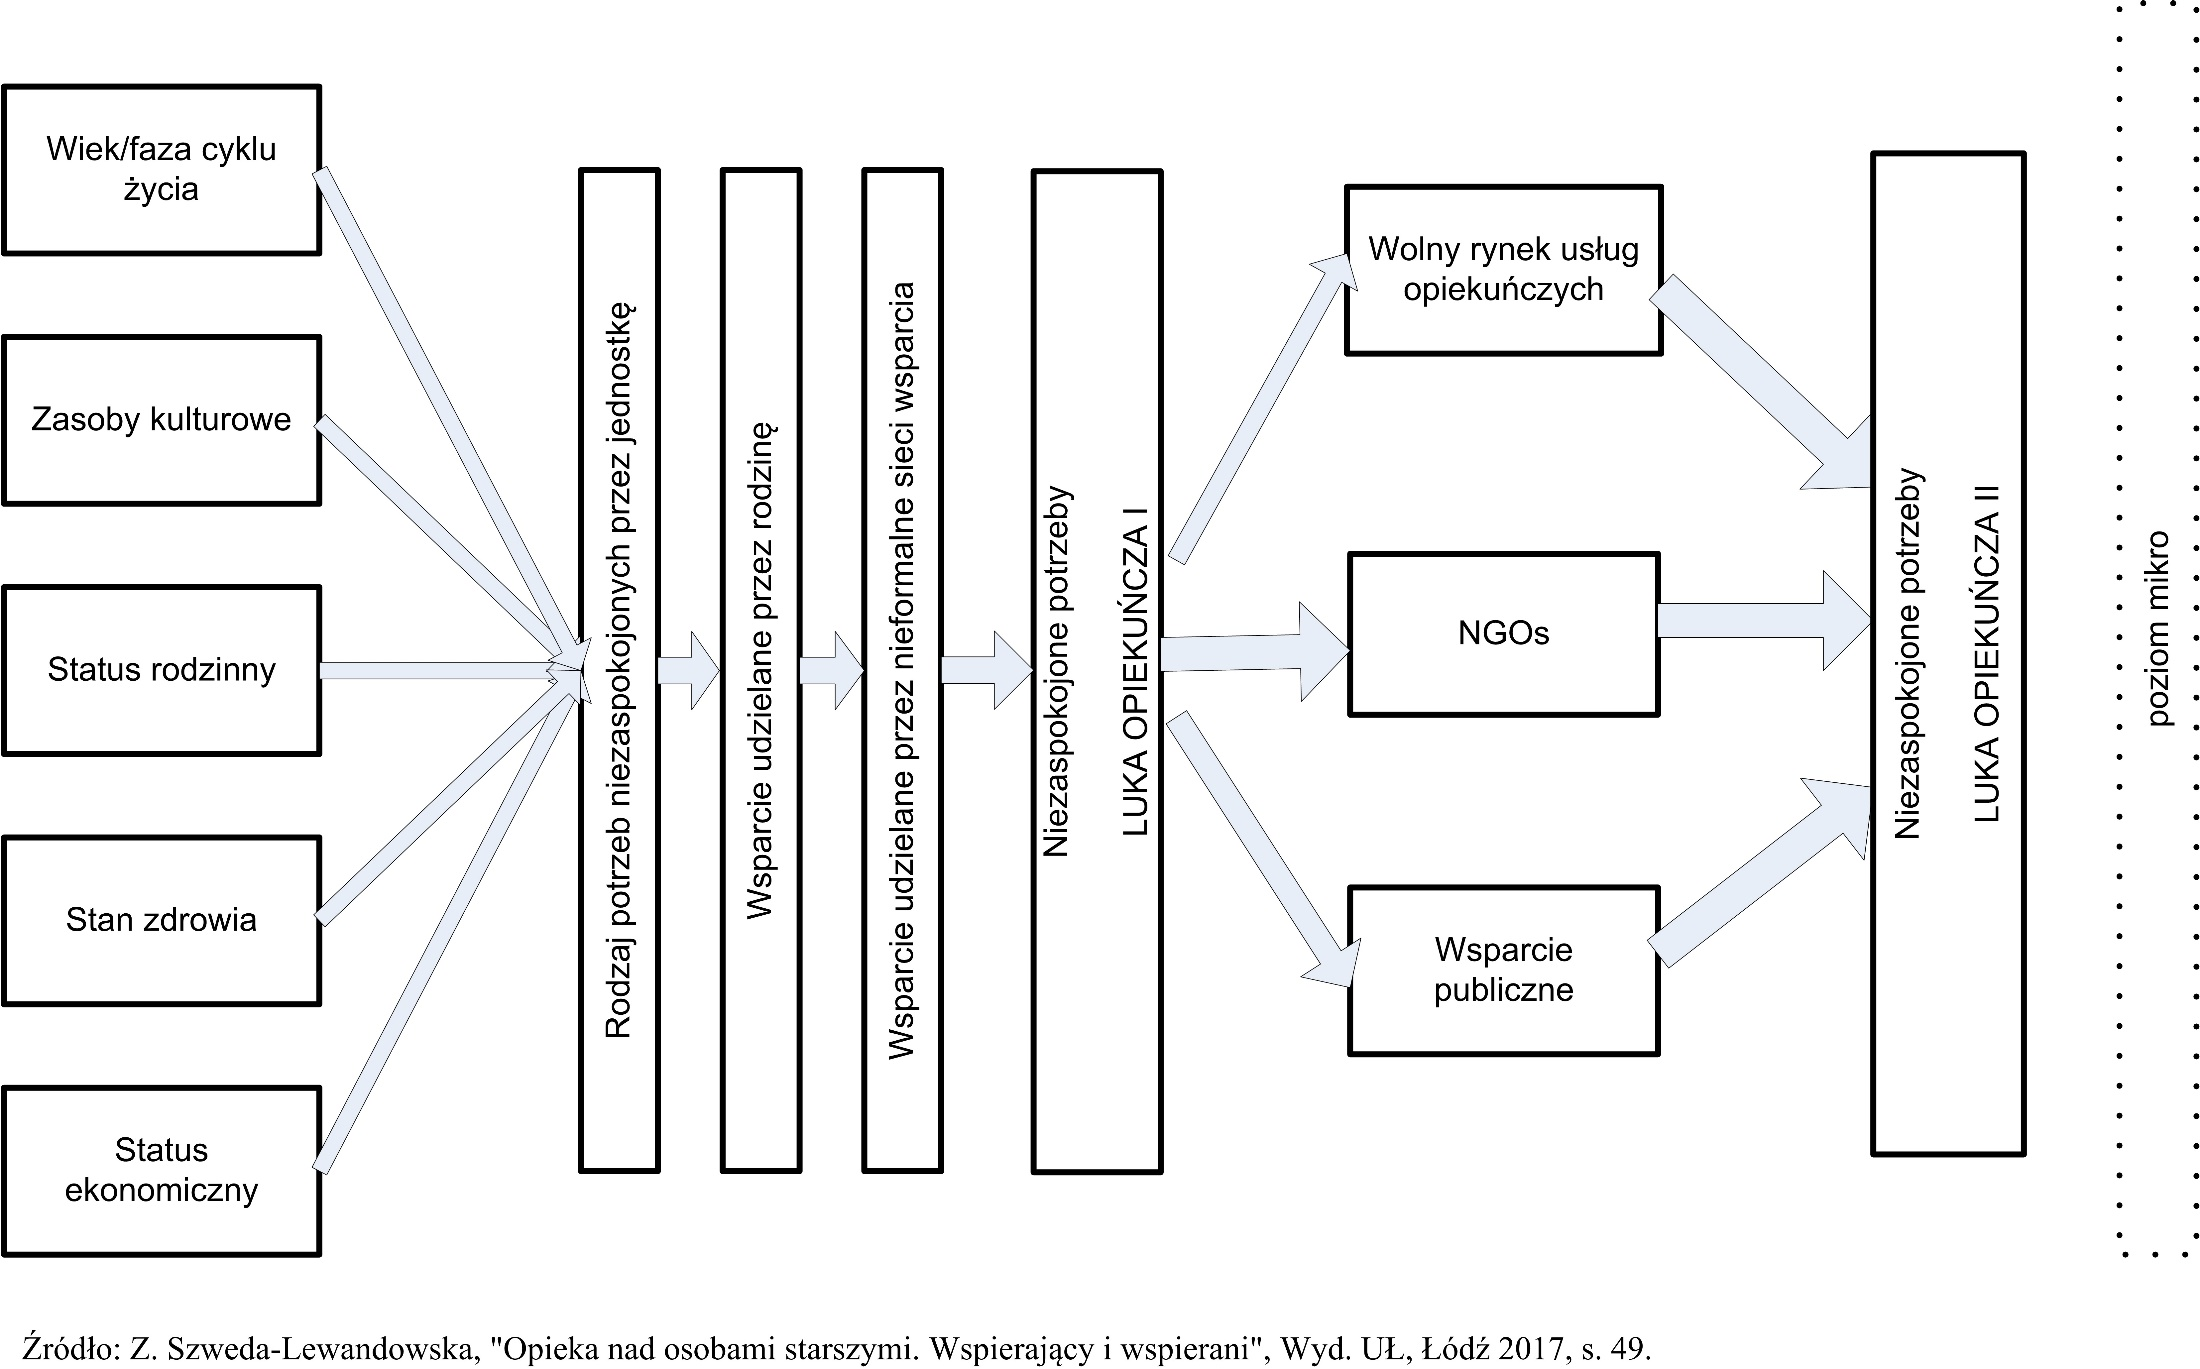 Wiek/faza cyklu
życia
Zasoby kulturowe
Status rodzinny
Stan zdrowia
Status
ekonomiczny
Rodzaj potrzeb niezaspokojonych przez jednostkę
Wsparcie udzielane przez rodzinę
Wsparcie udzielane przez nieformalne sieci wsparcia
Niezaspokojone potrzeby
LUKA OPIEKUŃCZA I
Wolny rynek usług
opiekuńczych
NGOs
Wsparcie
publiczne
Niezaspokojone potrzeby
LUKA OPIEKUŃCZA II
poziom mikro
Źródło: Z. Szweda-Lewandowska, "Opieka nad osobami starszymi. Wspierający i wspierani", Wyd. UŁ, Łódź 2017, s. 49.